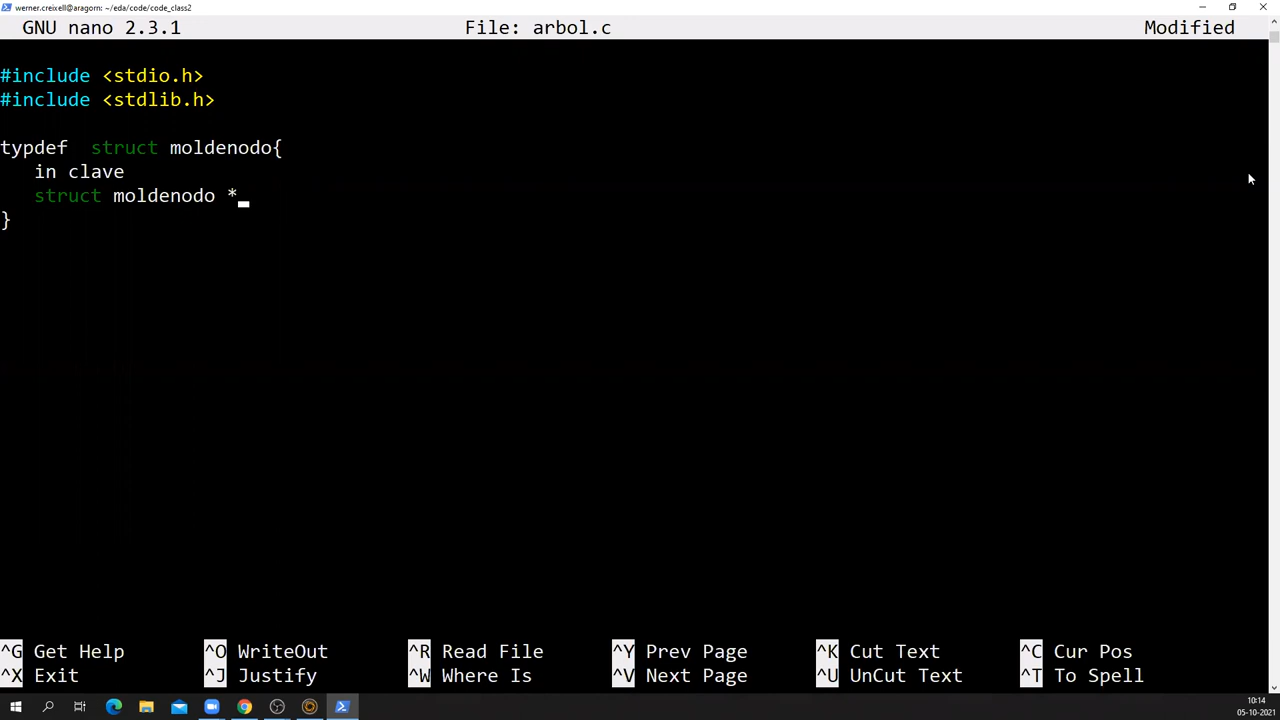 werner.creixell@aragorn: ~/eda/code/code_class2
GNU nano 2.3.1 File: arbol.c Modified
#include <stdio.h>
#include <stdlib.h>
typdef  struct moldenodo{
   in clave
   struct moldenodo *
}
^G Get Help ^O WriteOut ^R Read File ^Y Prev Page ^K Cut Text ^C Cur Pos
^X Exit ^J Justify ^W Where Is ^V Next Page ^U UnCut Text ^T To Spell
10:14
05-10-2021